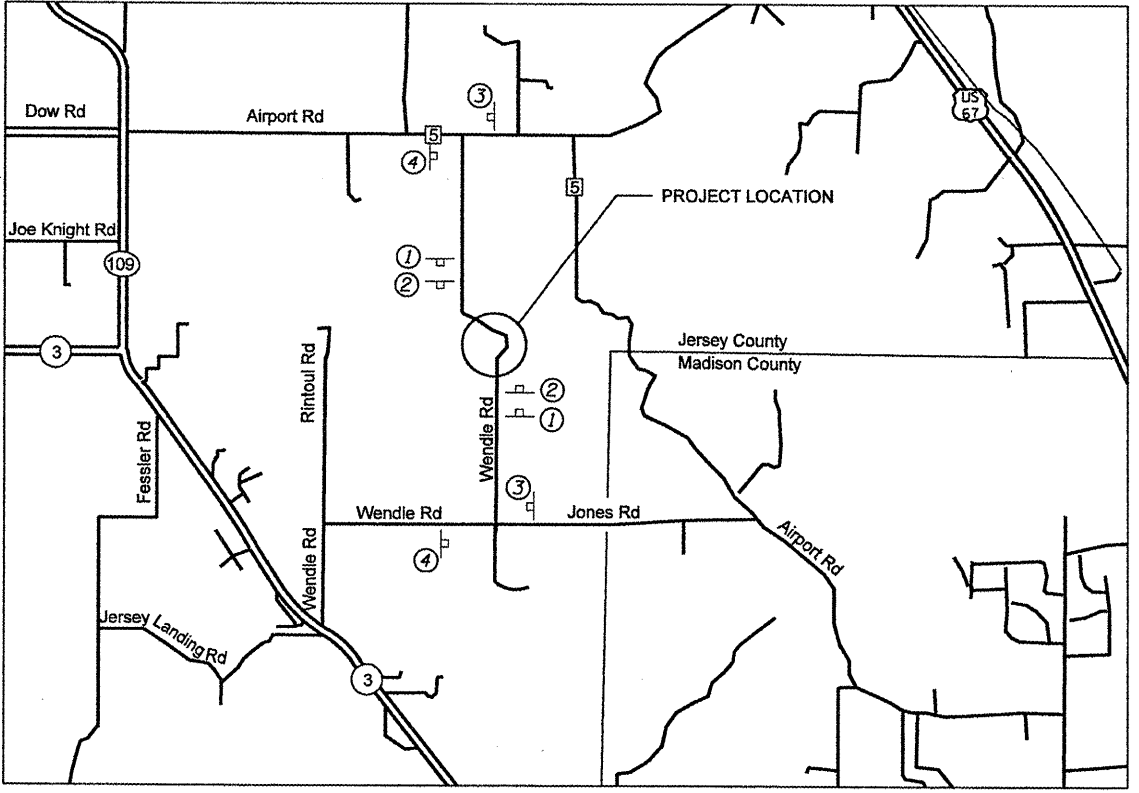 Dow Rd
Airport Rd
3
US
67
5
4
5
PROJECT LOCATION
Joe Knight Rd
109
1
2
3
Jersey County
Madison County
Rintoul Rd
2
1
Wendle Rd
Fessler Rd
3
Wendle Rd
Jones Rd
Airport Rd
4
Wendle Rd
Jersey Landing Rd
3